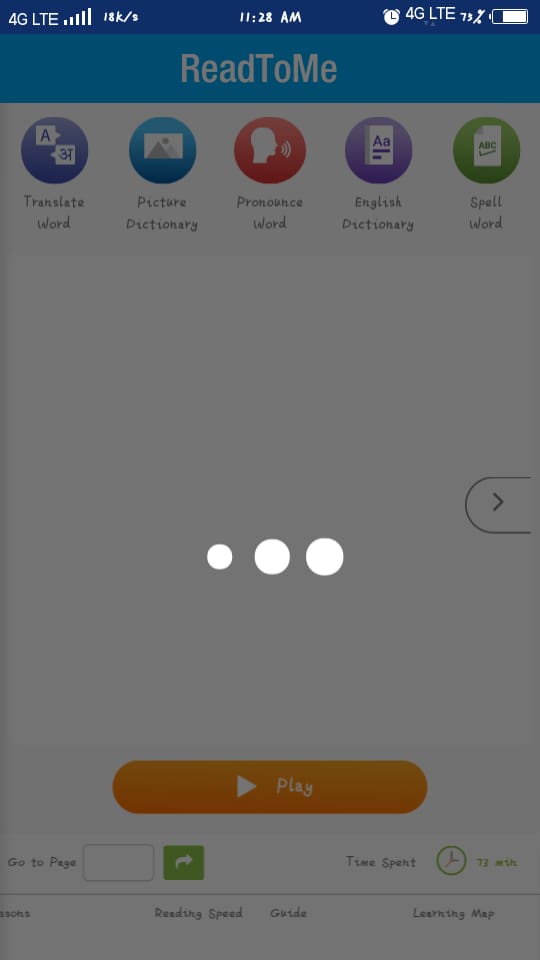 4G LTE 18k/s 11:28 AM 4G LTE 75%
ReadToMe
A अ Aa ABC
Translate Word
Picture Dictionary
Pronounce Word
English Dictionary
Spell Word
Play
Go to Page Time Spent 73 min
ssons Reading Speed Guide Learning Map